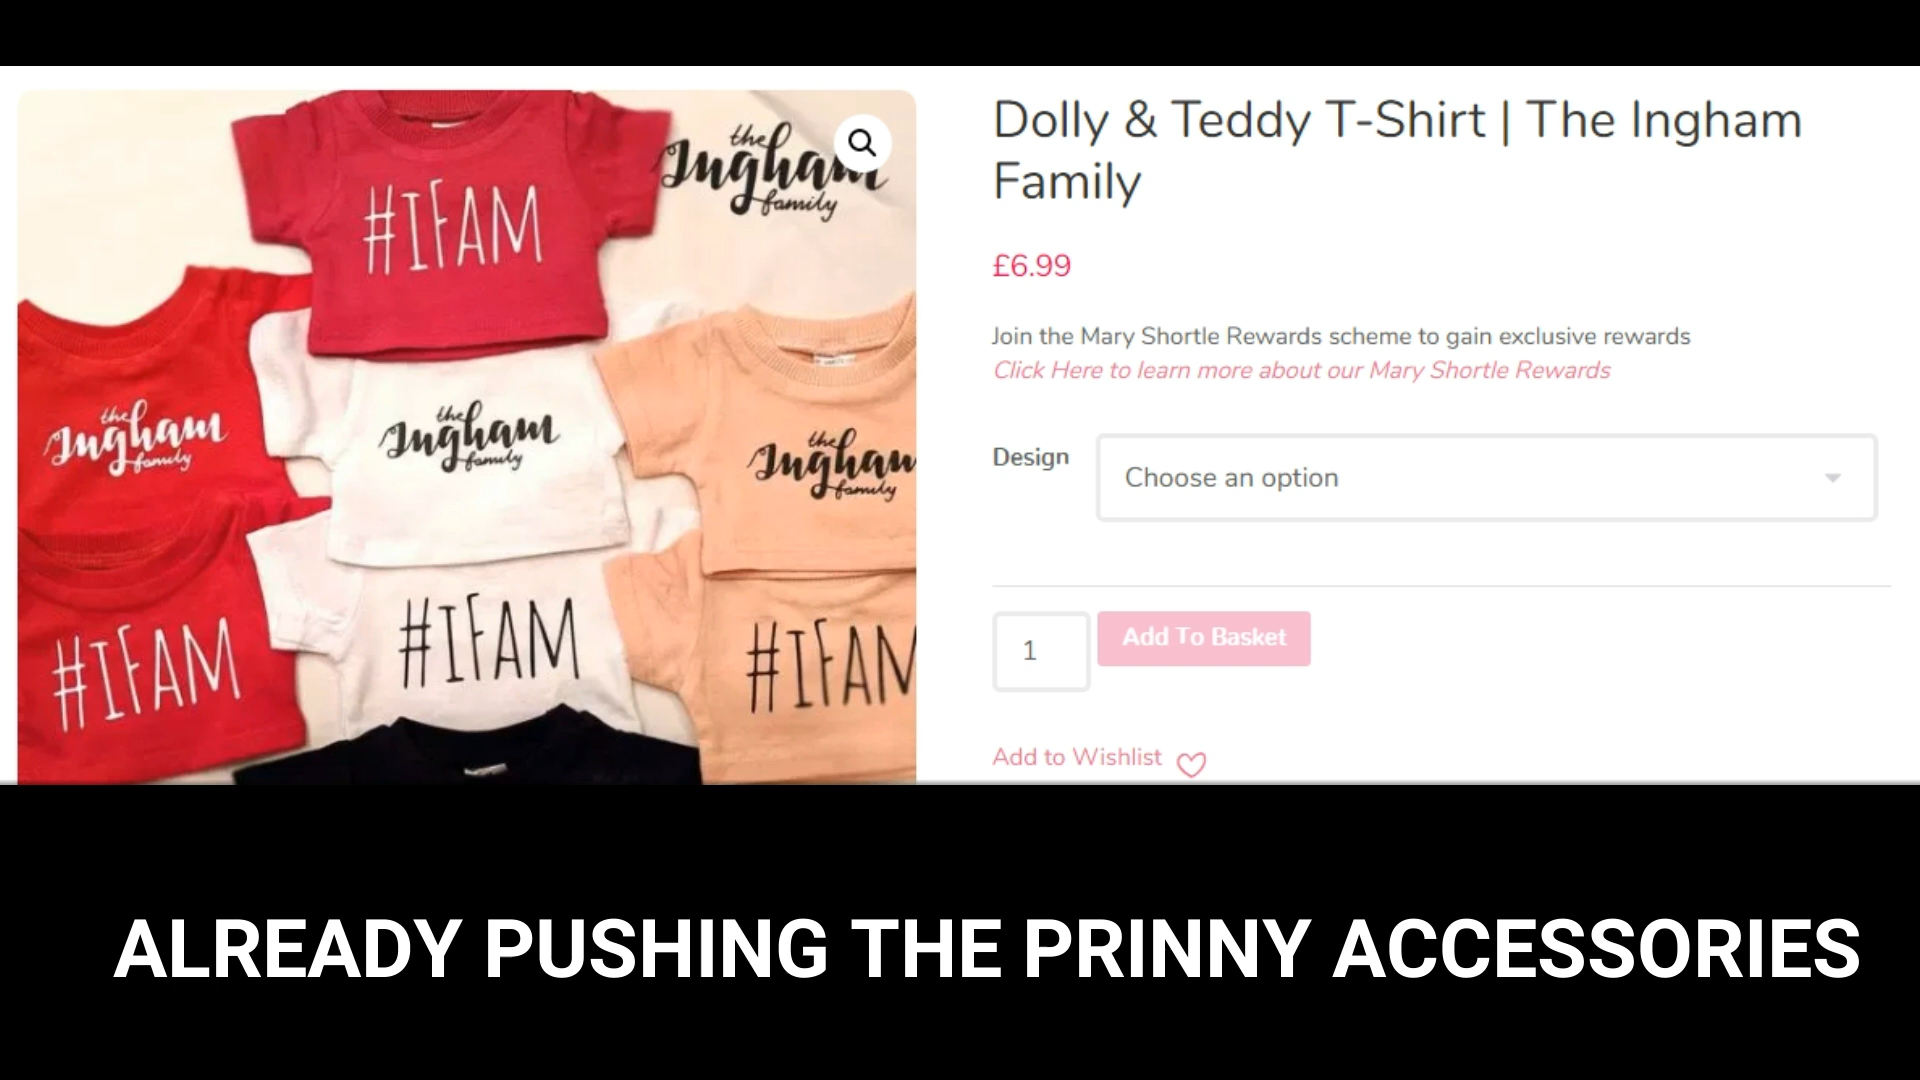 Dolly & Teddy T-Shirt | The Ingham
Family
£6.99
Join the Mary Shortle Rewards scheme to gain exclusive rewards
Click Here to learn more about our Mary Shortle Rewards
Design
Choose an option
1
Add To Basket
Add to Wishlist
#IFAM
the
Ingham
family
the
Ingham
family
the
Ingham
family
the
Ingham
family
#IFAM
#IFAM
#IFAM
ALREADY PUSHING THE PRINNY ACCESSORIES